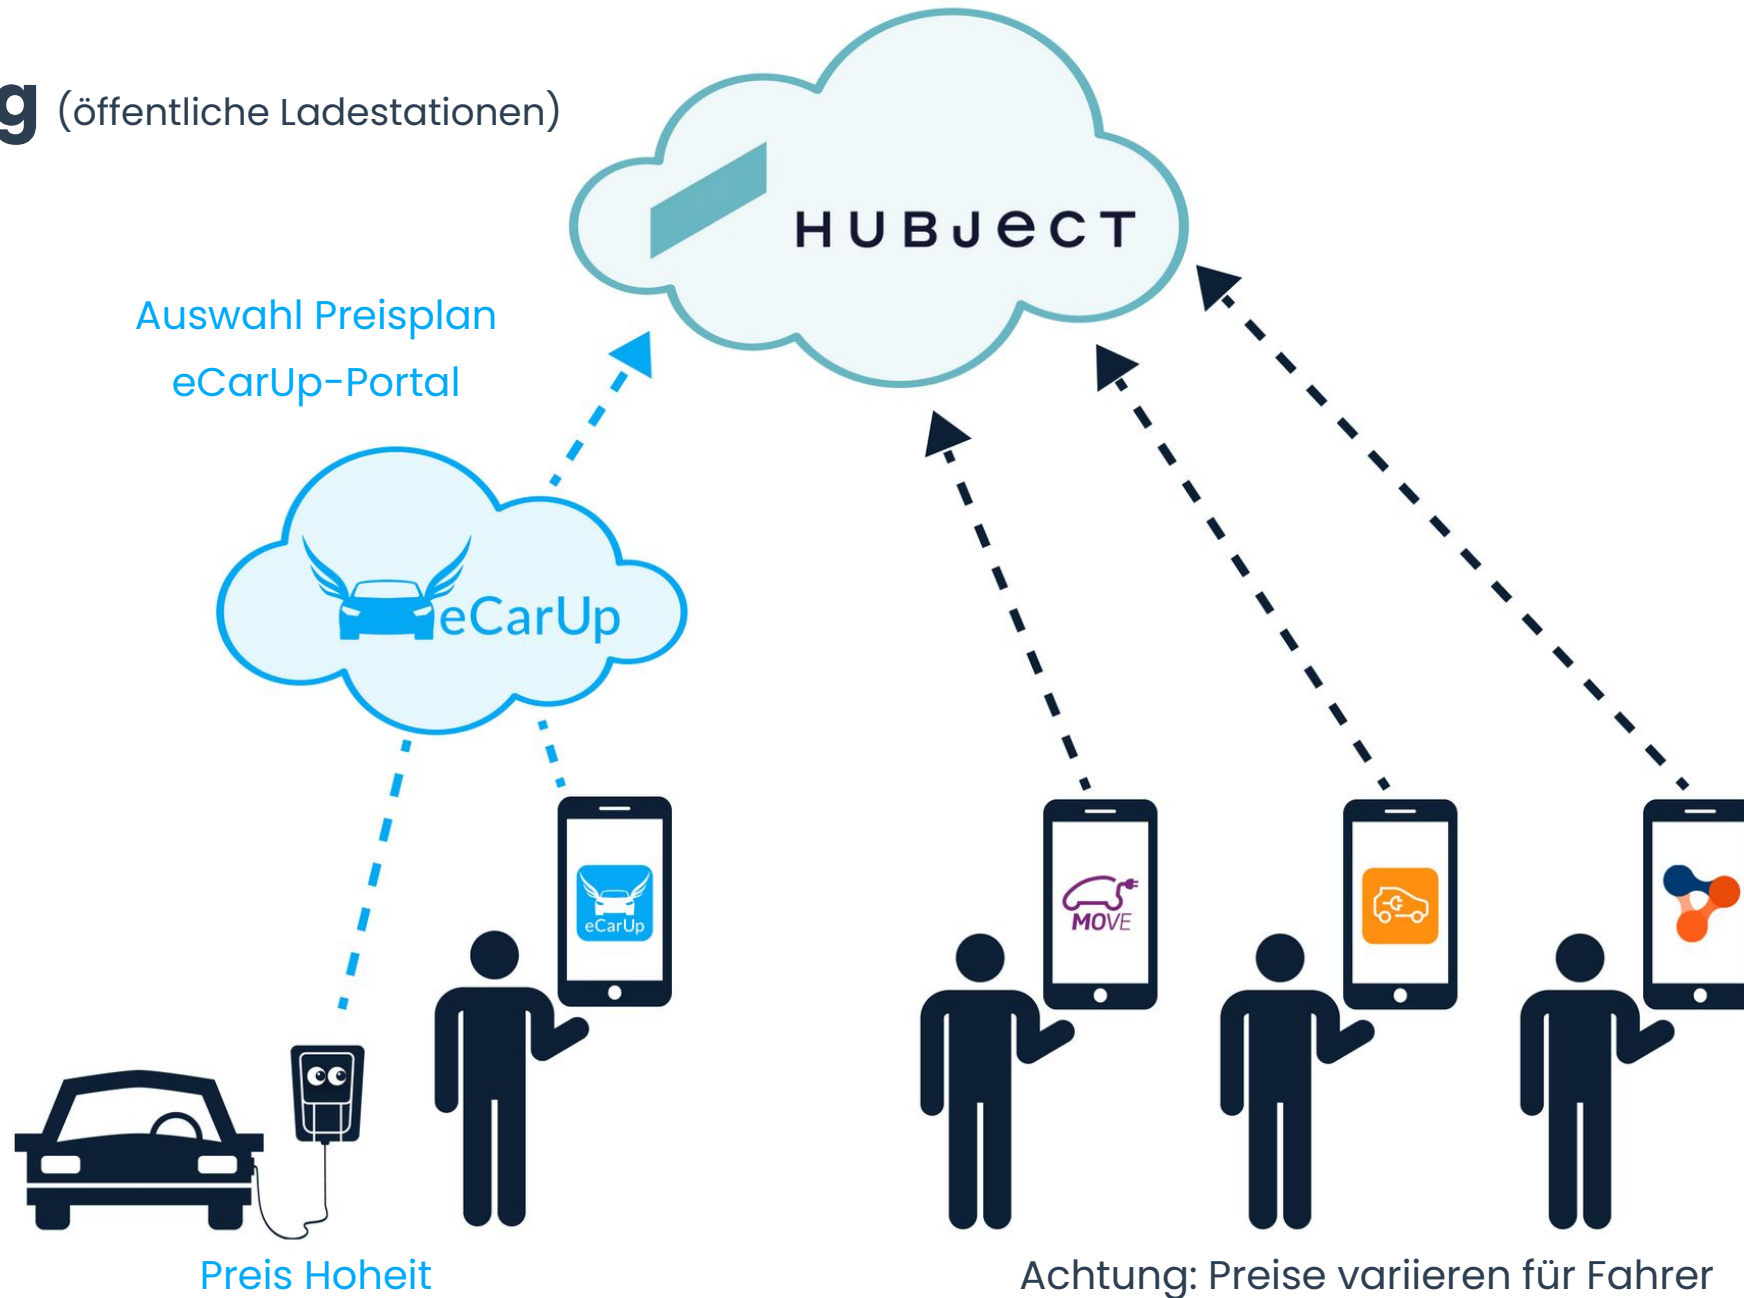 g (öffentliche Ladestationen)
HUBJECT
Auswahl Preisplan
eCarUp-Portal
eCarUp
eCarUp
MOVE
Preis Hoheit
Achtung: Preise variieren für Fahrer